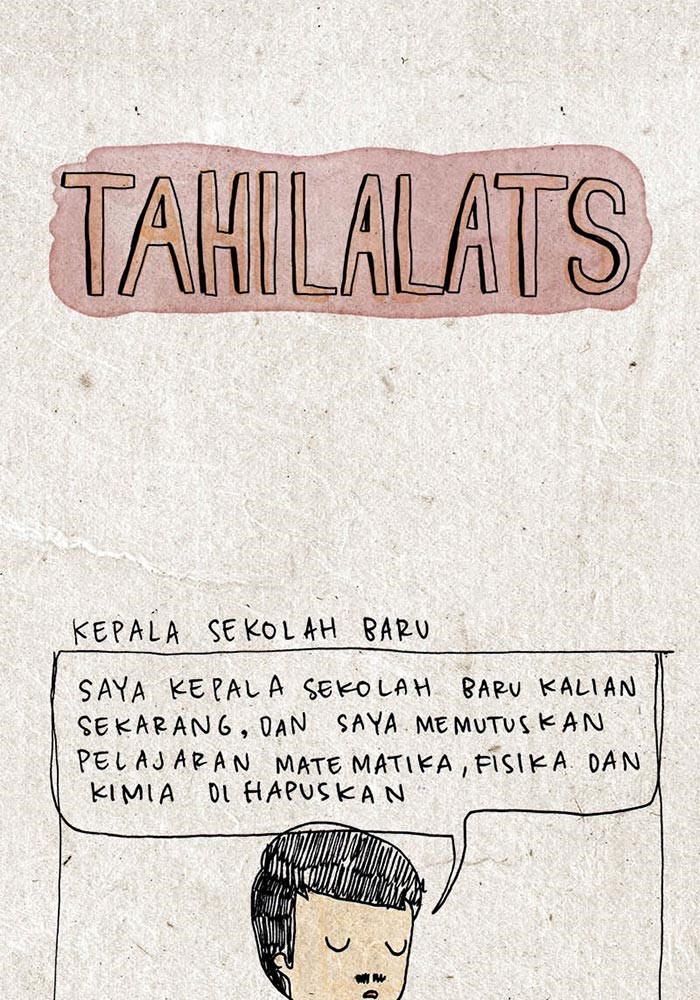 TAHILALATS
KEPALA SEKOLAH BARU
SAYA KEPALA SEKOLAH BARU KALIAN
SEKARANG, DAN SAYA MEMUTUSKAN
PELAJARAN MATEMATIKA, FISIKA DAN
KIMIA DI HAPUSKAN